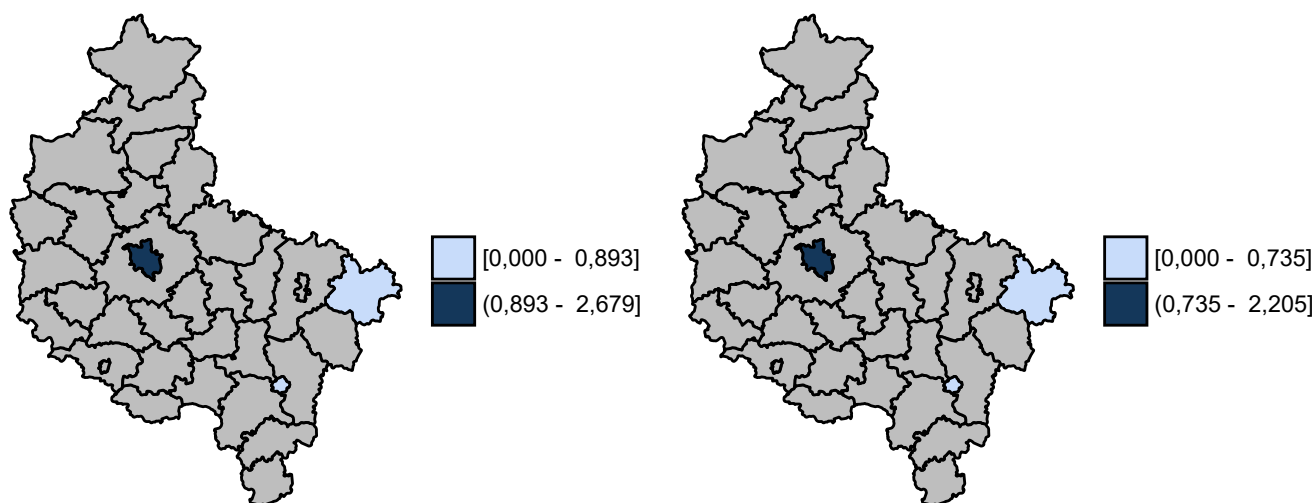 [0,000 - 0,893]
(0,893 - 2,679]
[0,000 - 0,735]
(0,735 - 2,205]